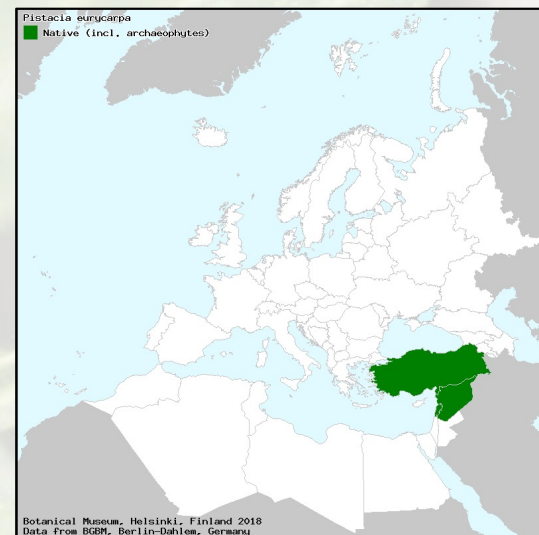 Pistacia eurycarpa
Native (incl. archaeophytes)
Botanical Museum, Helsinki, Finland 2018
Data from BGBM, Berlin-Dahlem, Germany